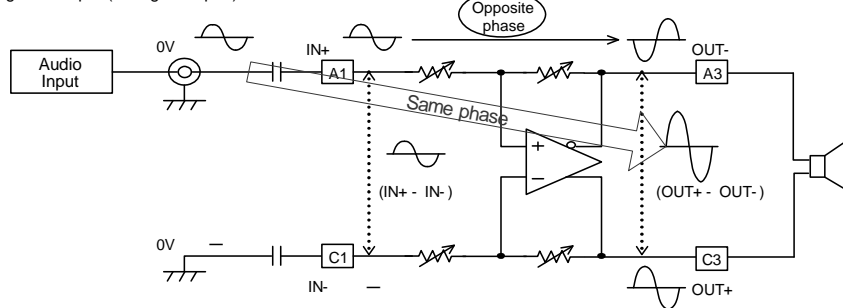 Opposite
phase
0V
IN+
OUT-
Audio
Input
A1
A3
Same phase
+
−
(IN+ - IN-)
(OUT+ - OUT-)
0V
−
C1
C3
IN-
−
OUT+